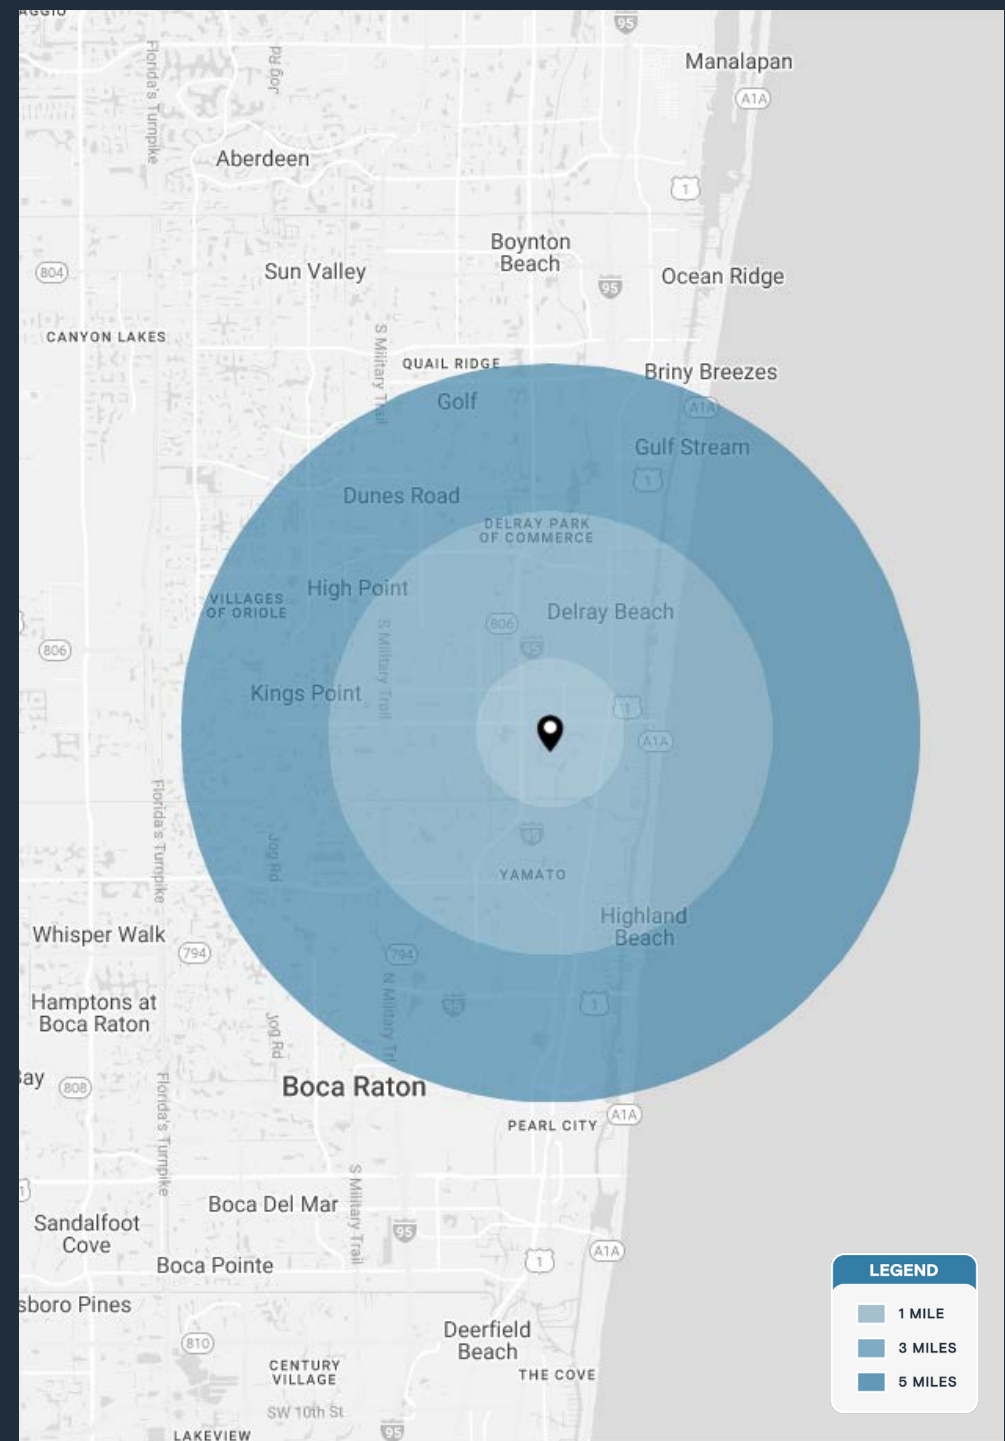 Manalapan
95
Florida's Turnpike
Jog Rd
A1A
Aberdeen
1
Boynton
Beach
804
Sun Valley
95
Ocean Ridge
CANYON LAKES
S Military Trail
QUAIL RIDGE
Briny Breezes
Golf
A1A
Gulf Stream
1
Dunes Road
DELRAY PARK
OF COMMERCE
High Point
VILLAGES
OF ORIOLE
Delray Beach
806
806
95
S Military Trail
Kings Point
1
A1A
Florida's Turnpike
95
Jog Rd
YAMATO
Highland
Beach
Whisper Walk
794
794
N Military Trl
95
1
Hamptons at
Boca Raton
Jog Rd
ay
808
Boca Raton
Florida's Turnpike
A1A
PEARL CITY
S Military Trail
Boca Del Mar
Sandalfoot
Cove
95
A1A
1
Boca Pointe
LEGEND
1 MILE
3 MILES
5 MILES
sboro Pines
810
Deerfield
Beach
CENTURY
VILLAGE
THE COVE
SW 10th St
95
LAKEVIEW